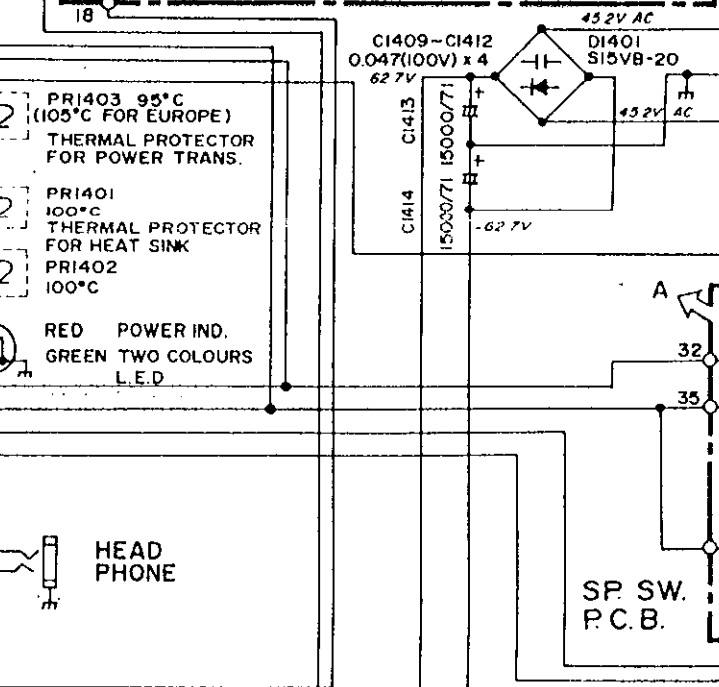 18
45.2V AC
C1409~C1412
0.047(100V) x 4
62.7V
D1401
S15VB-20
+
C1413
15000/71
45.2V AC
+
C1414
15000/71
-62.7V
2
PR1403 95°C
(105°C FOR EUROPE)
THERMAL PROTECTOR
FOR POWER TRANS.
2
PR1401
100°C
THERMAL PROTECTOR
FOR HEAT SINK
2
PR1402
100°C
RED POWER IND.
GREEN TWO COLOURS
L.E.D
A
32
35
HEAD
PHONE
SP. SW.
P.C.B.